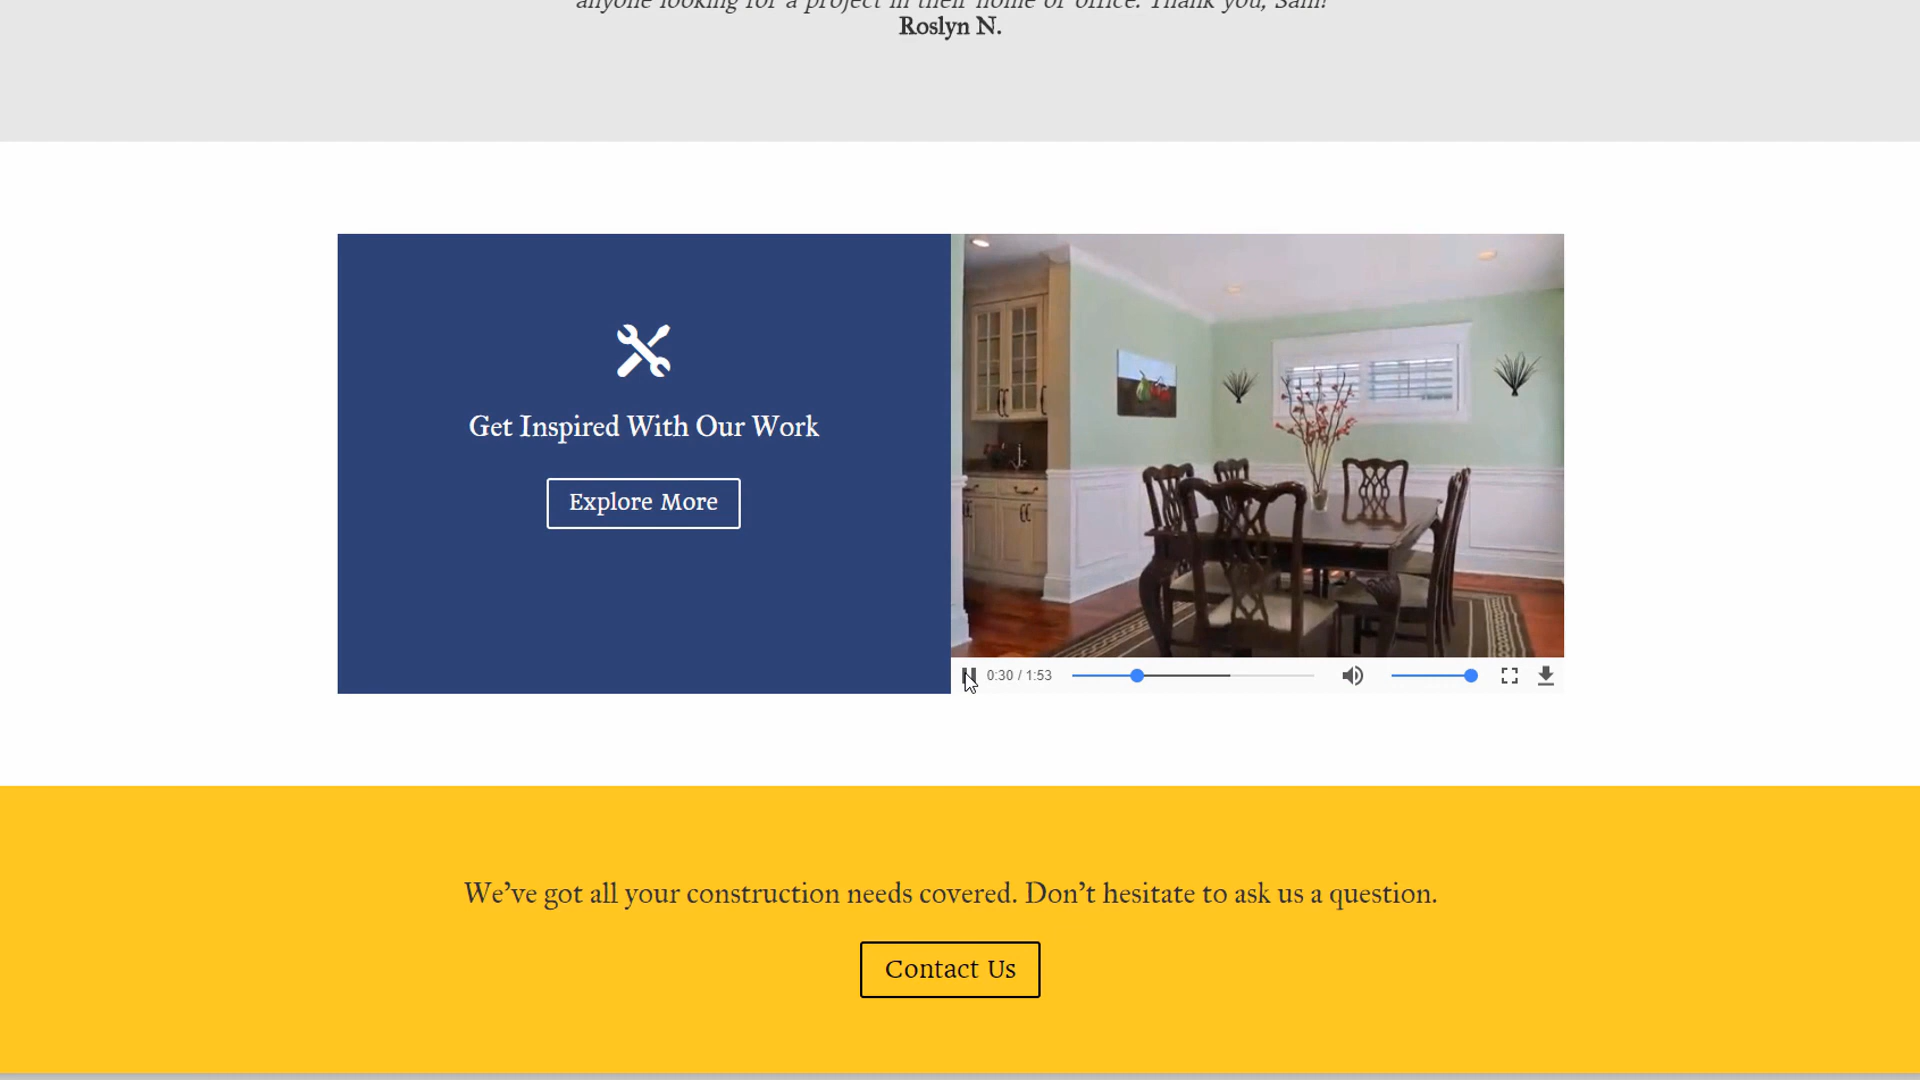 anyone looking for a project in their home or office. Thank you, Sam!
Roslyn N.
Get Inspired With Our Work
Explore More
0:30 / 1:53
We've got all your construction needs covered. Don't hesitate to ask us a question.
Contact Us